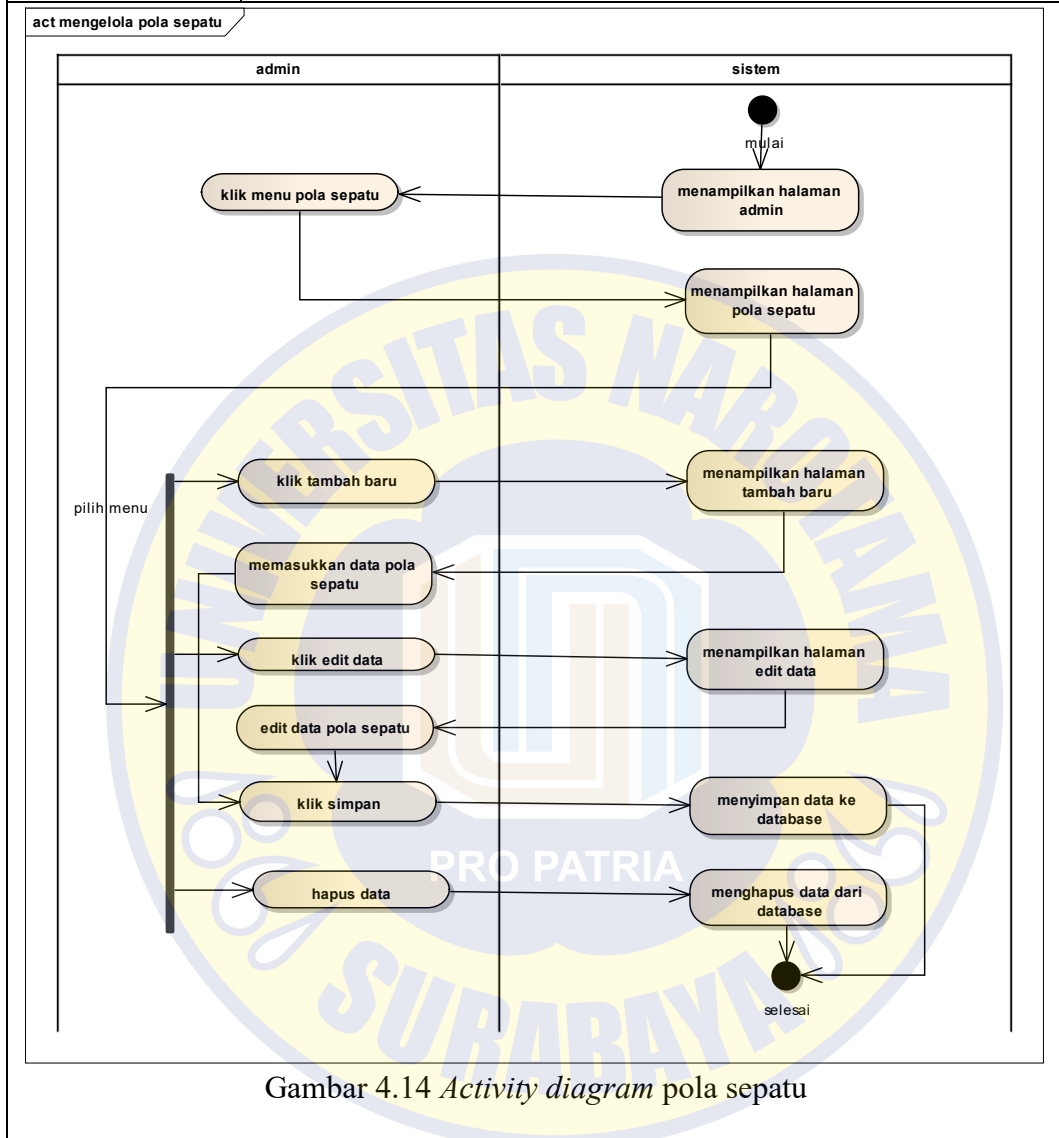 act mengelola pola sepatu
admin
sistem
mulai
klik menu pola sepatu
menampilkan halaman
admin
menampilkan halaman
pola sepatu
pilih menu
klik tambah baru
menampilkan halaman
tambah baru
memasukkan data pola
sepatu
klik edit data
menampilkan halaman
edit data
edit data pola sepatu
klik simpan
menyimpan data ke
database
hapus data
menghapus data dari
database
selesai
UNIVERSITAS NAROTAMA
PRO PATRIA
SURABAYA
Gambar 4.14 Activity diagram pola sepatu